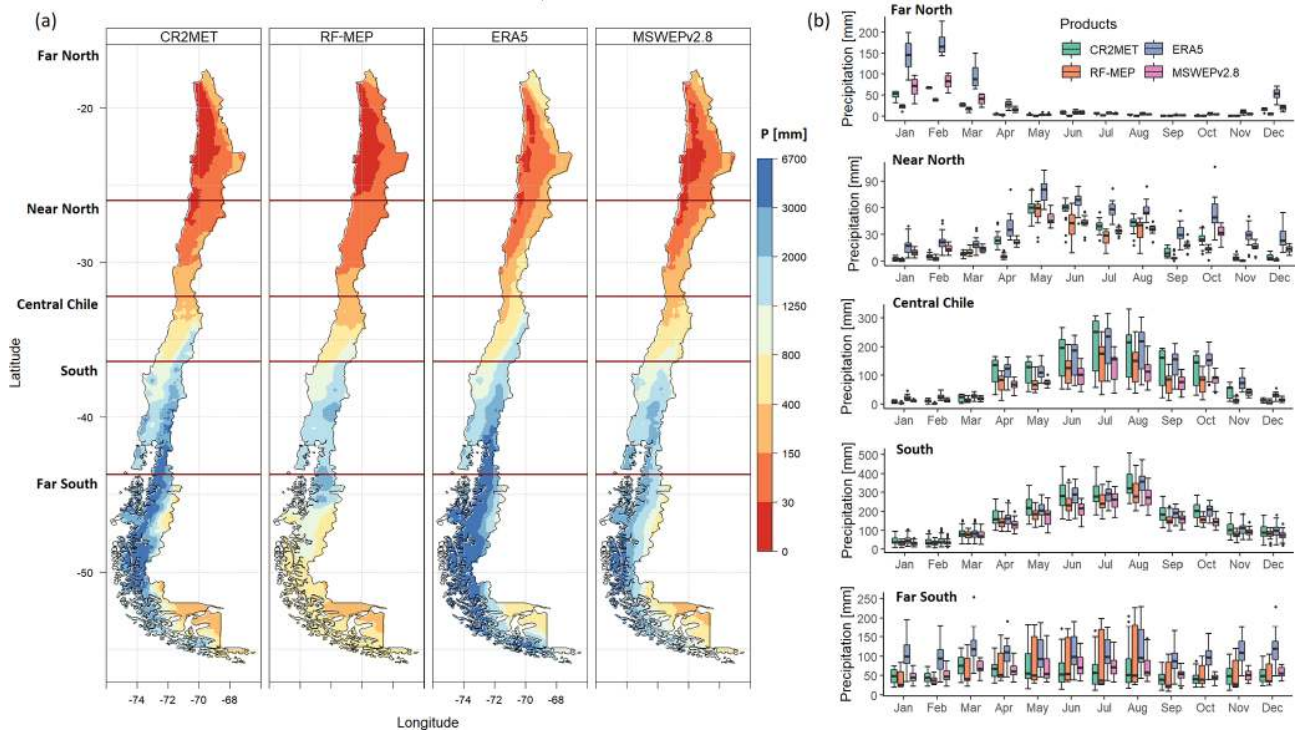 (a)
CR2MET
RF-MEP
ERA5
MSWEPv2.8
Far North
Near North
Central Chile
South
Far South
-20
-30
-40
-50
Latitude
-74 -70 -68
-74 -70 -68
-74 -70 -68
-74 -70 -68
Longitude
P [mm]
6700
3000
2000
1250
800
400
150
30
0
(b)
Far North
Products
CR2MET ERA5
RF-MEP MSWEPv2.8
Precipitation [mm]
200
150
100
50
0
Jan Feb Mar Apr May Jun Jul Aug Sep Oct Nov Dec
Near North
Precipitation [mm]
90
60
30
0
Jan Feb Mar Apr May Jun Jul Aug Sep Oct Nov Dec
Central Chile
Precipitation [mm]
300
200
100
0
Jan Feb Mar Apr May Jun Jul Aug Sep Oct Nov Dec
South
Precipitation [mm]
500
400
300
200
100
0
Jan Feb Mar Apr May Jun Jul Aug Sep Oct Nov Dec
Far South
Precipitation [mm]
250
200
150
100
50
0
Jan Feb Mar Apr May Jun Jul Aug Sep Oct Nov Dec